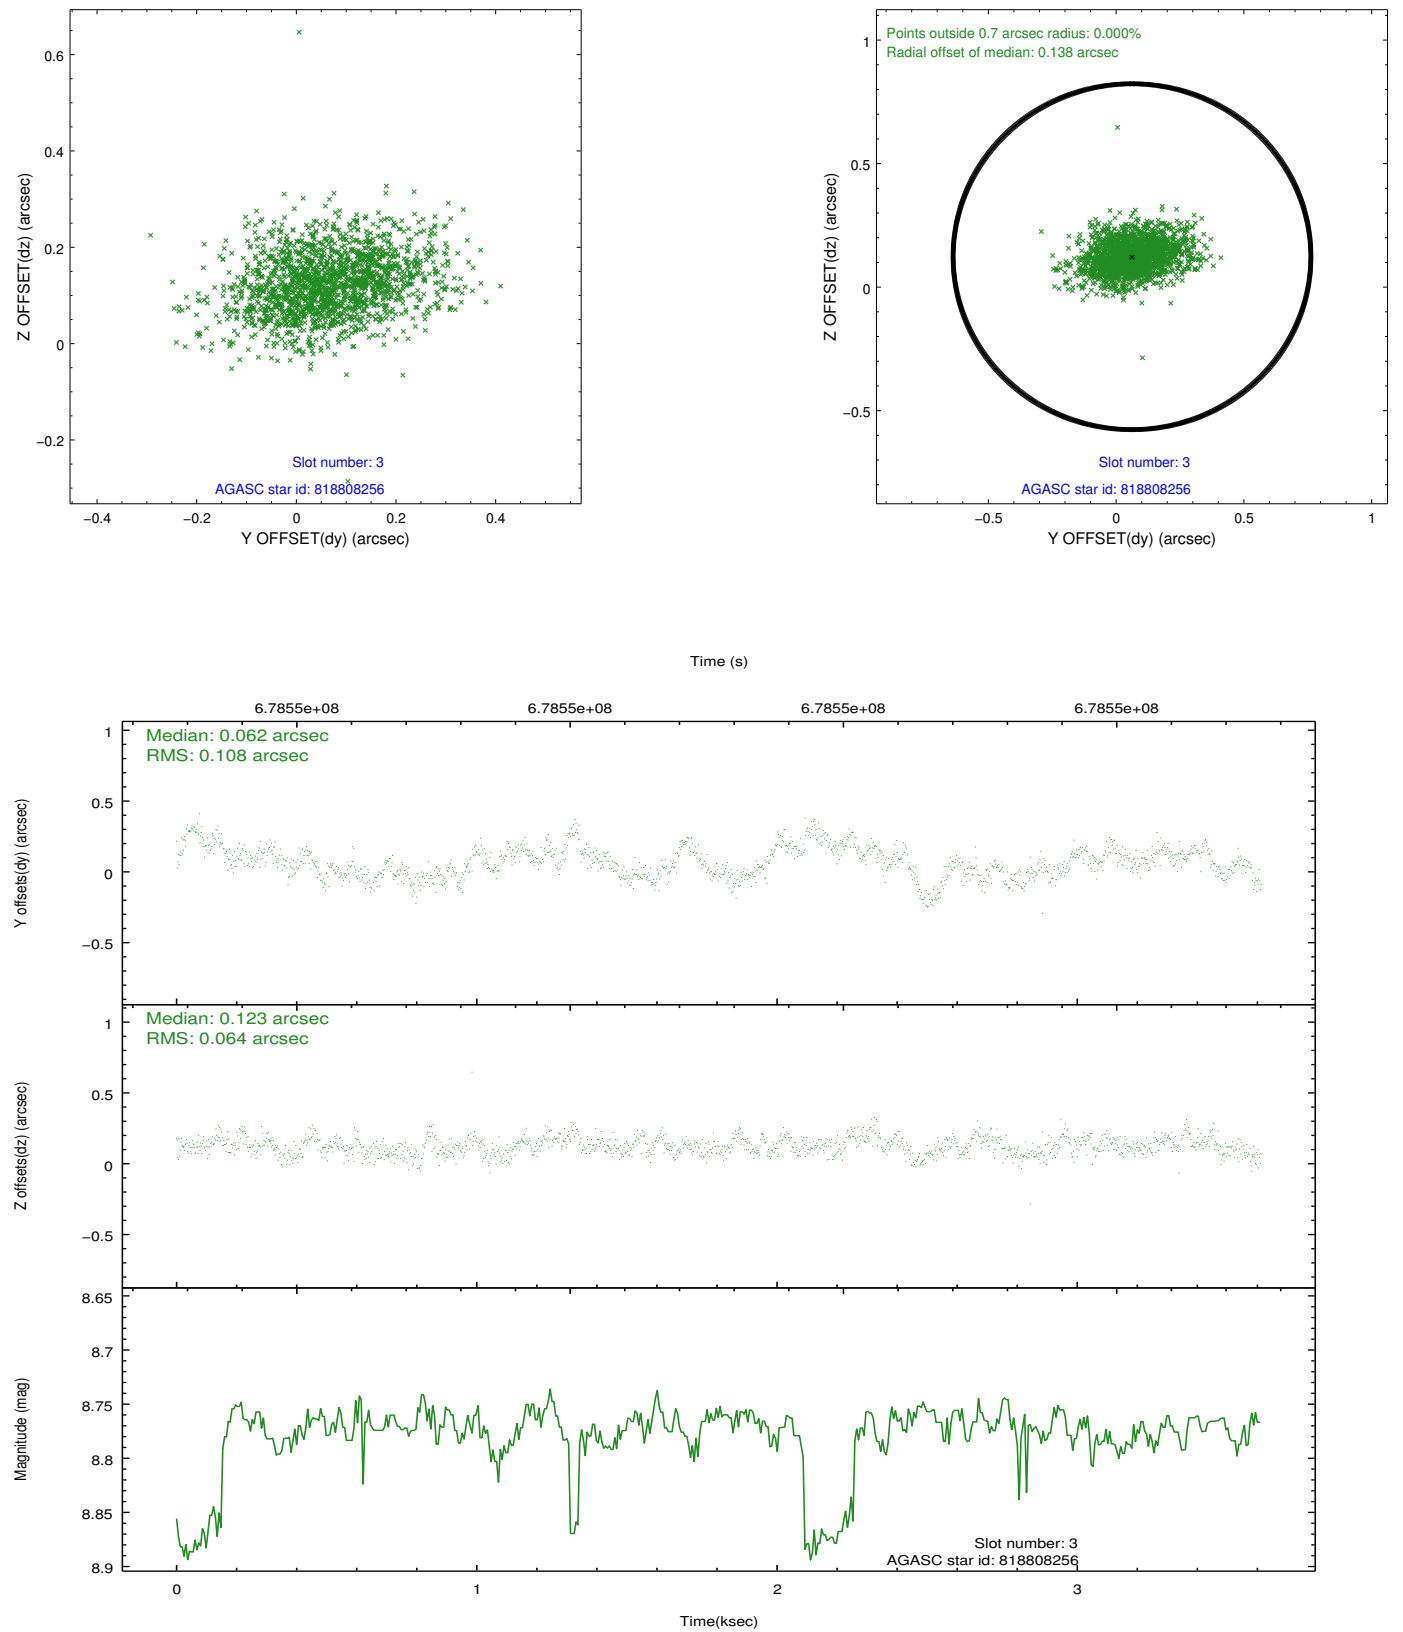 0.6
0.4
0.2
0
−0.2
−0.4
−0.2
0
0.2
0.4
Z OFFSET(dz) (arcsec)
Y OFFSET(dy) (arcsec)
Slot number: 3
AGASC star id: 818808256
Points outside 0.7 arcsec radius: 0.000%
Radial offset of median: 0.138 arcsec
1
0.5
0
−0.5
−0.5
0
0.5
1
Z OFFSET(dz) (arcsec)
Y OFFSET(dy) (arcsec)
Slot number: 3
AGASC star id: 818808256
Time (s)
6.7855e+08
6.7855e+08
6.7855e+08
6.7855e+08
Median: 0.062 arcsec
RMS: 0.108 arcsec
1
0.5
0
−0.5
Y offsets(dy) (arcsec)
Median: 0.123 arcsec
RMS: 0.064 arcsec
1
0.5
0
−0.5
Z offsets(dz) (arcsec)
8.65
8.7
8.75
8.8
8.85
8.9
Magnitude (mag)
Slot number: 3
AGASC star id: 818808256
0
1
2
3
Time(ksec)